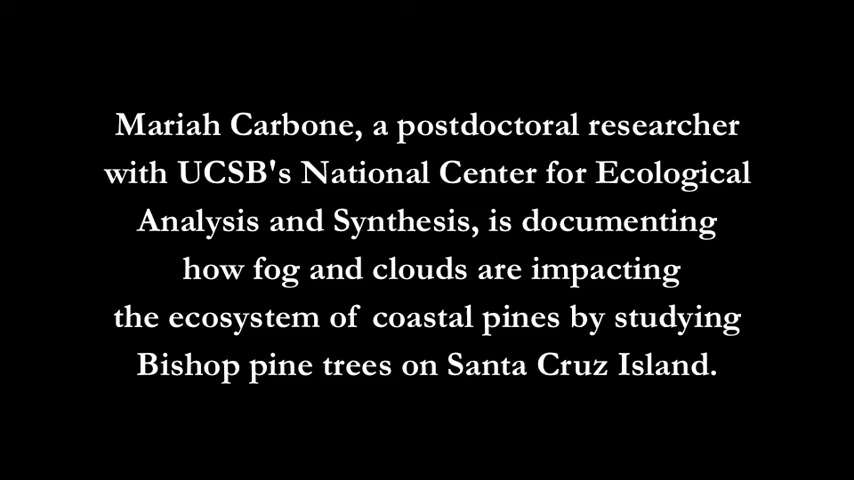 Mariah Carbone, a postdoctoral researcher
with UCSB's National Center for Ecological
Analysis and Synthesis, is documenting
how fog and clouds are impacting
the ecosystem of coastal pines by studying
Bishop pine trees on Santa Cruz Island.